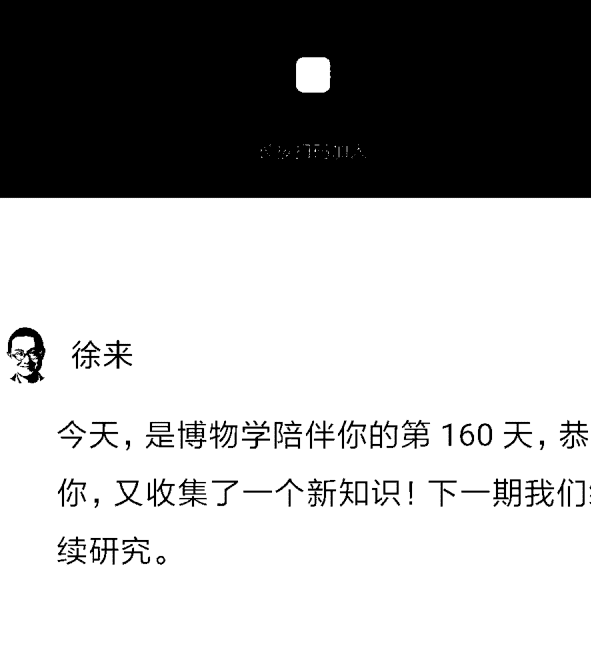 徐来
今天，是博物学陪伴你的第 160 天，恭
你，又收集了一个新知识！下一期我们
续研究。